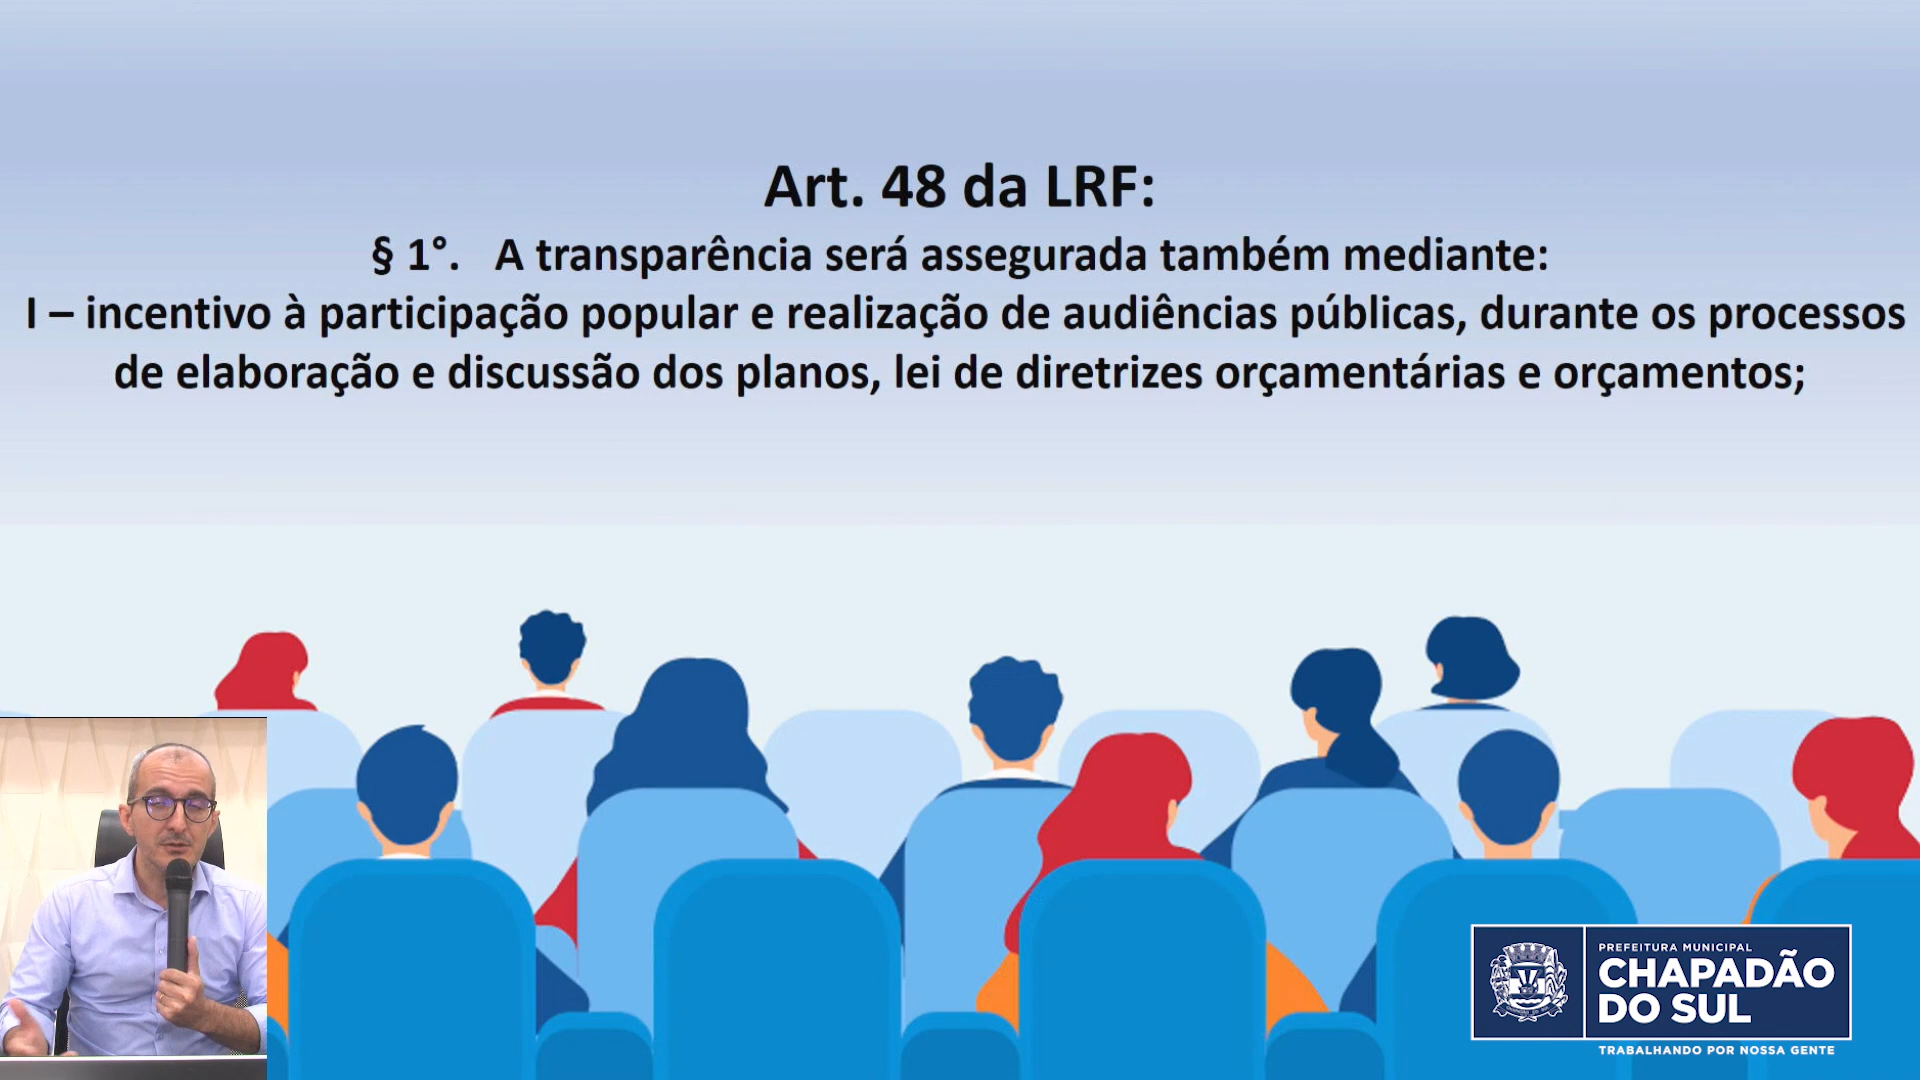 Art. 48 da LRF:
§ 1°. A transparência será assegurada também mediante:
I – incentivo à participação popular e realização de audiências públicas, durante os processos
de elaboração e discussão dos planos, lei de diretrizes orçamentárias e orçamentos;
PREFEITURA MUNICIPAL
CHAPADÃO
DO SUL
TRABALHANDO POR NOSSA GENTE